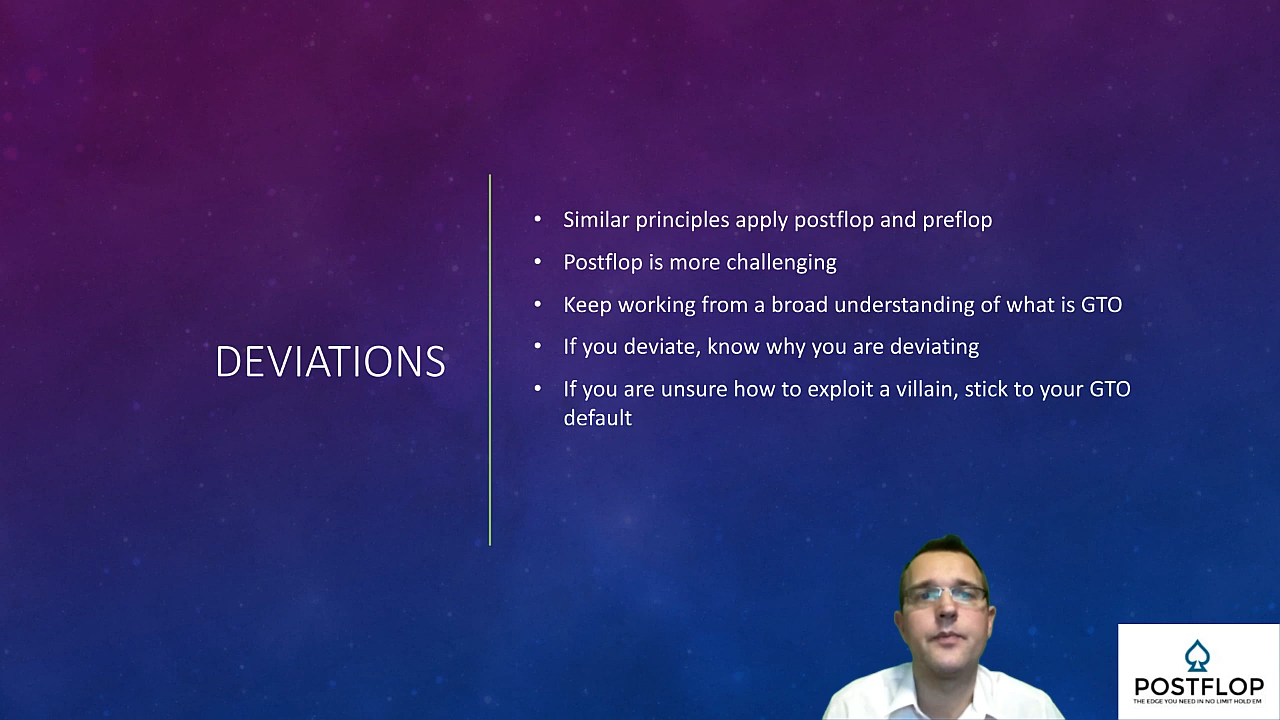 DEVIATIONS
• Similar principles apply postflop and preflop
• Postflop is more challenging
• Keep working from a broad understanding of what is GTO
• If you deviate, know why you are deviating
• If you are unsure how to exploit a villain, stick to your GTO
default
POSTFLOP
THE EDGE YOU NEED IN NO LIMIT HOLD EM